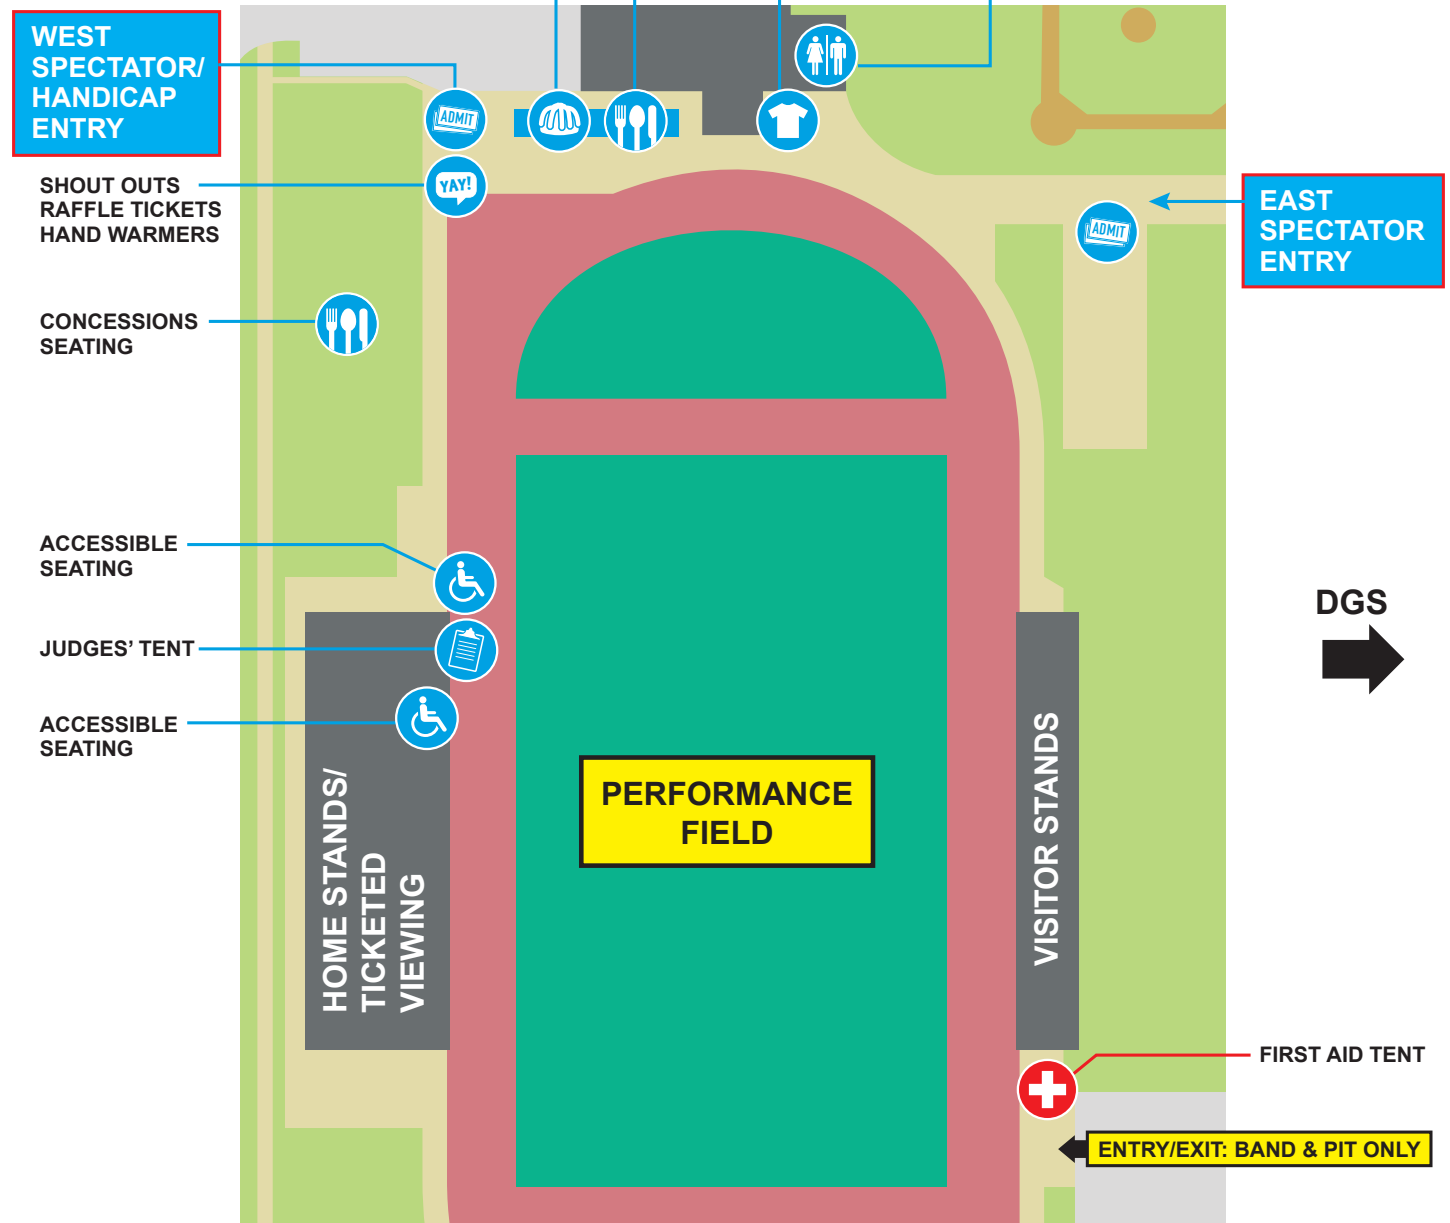 WEST
SPECTATOR/
HANDICAP
ENTRY
ADMIT
YAY!
SHOUT OUTS
RAFFLE TICKETS
HAND WARMERS
EAST
SPECTATOR
ENTRY
ADMIT
CONCESSIONS
SEATING
ACCESSIBLE
SEATING
DGS
JUDGES’ TENT
ACCESSIBLE
SEATING
HOME STANDS/
TICKETED
VIEWING
PERFORMANCE
FIELD
VISITOR STANDS
FIRST AID TENT
ENTRY/EXIT: BAND & PIT ONLY